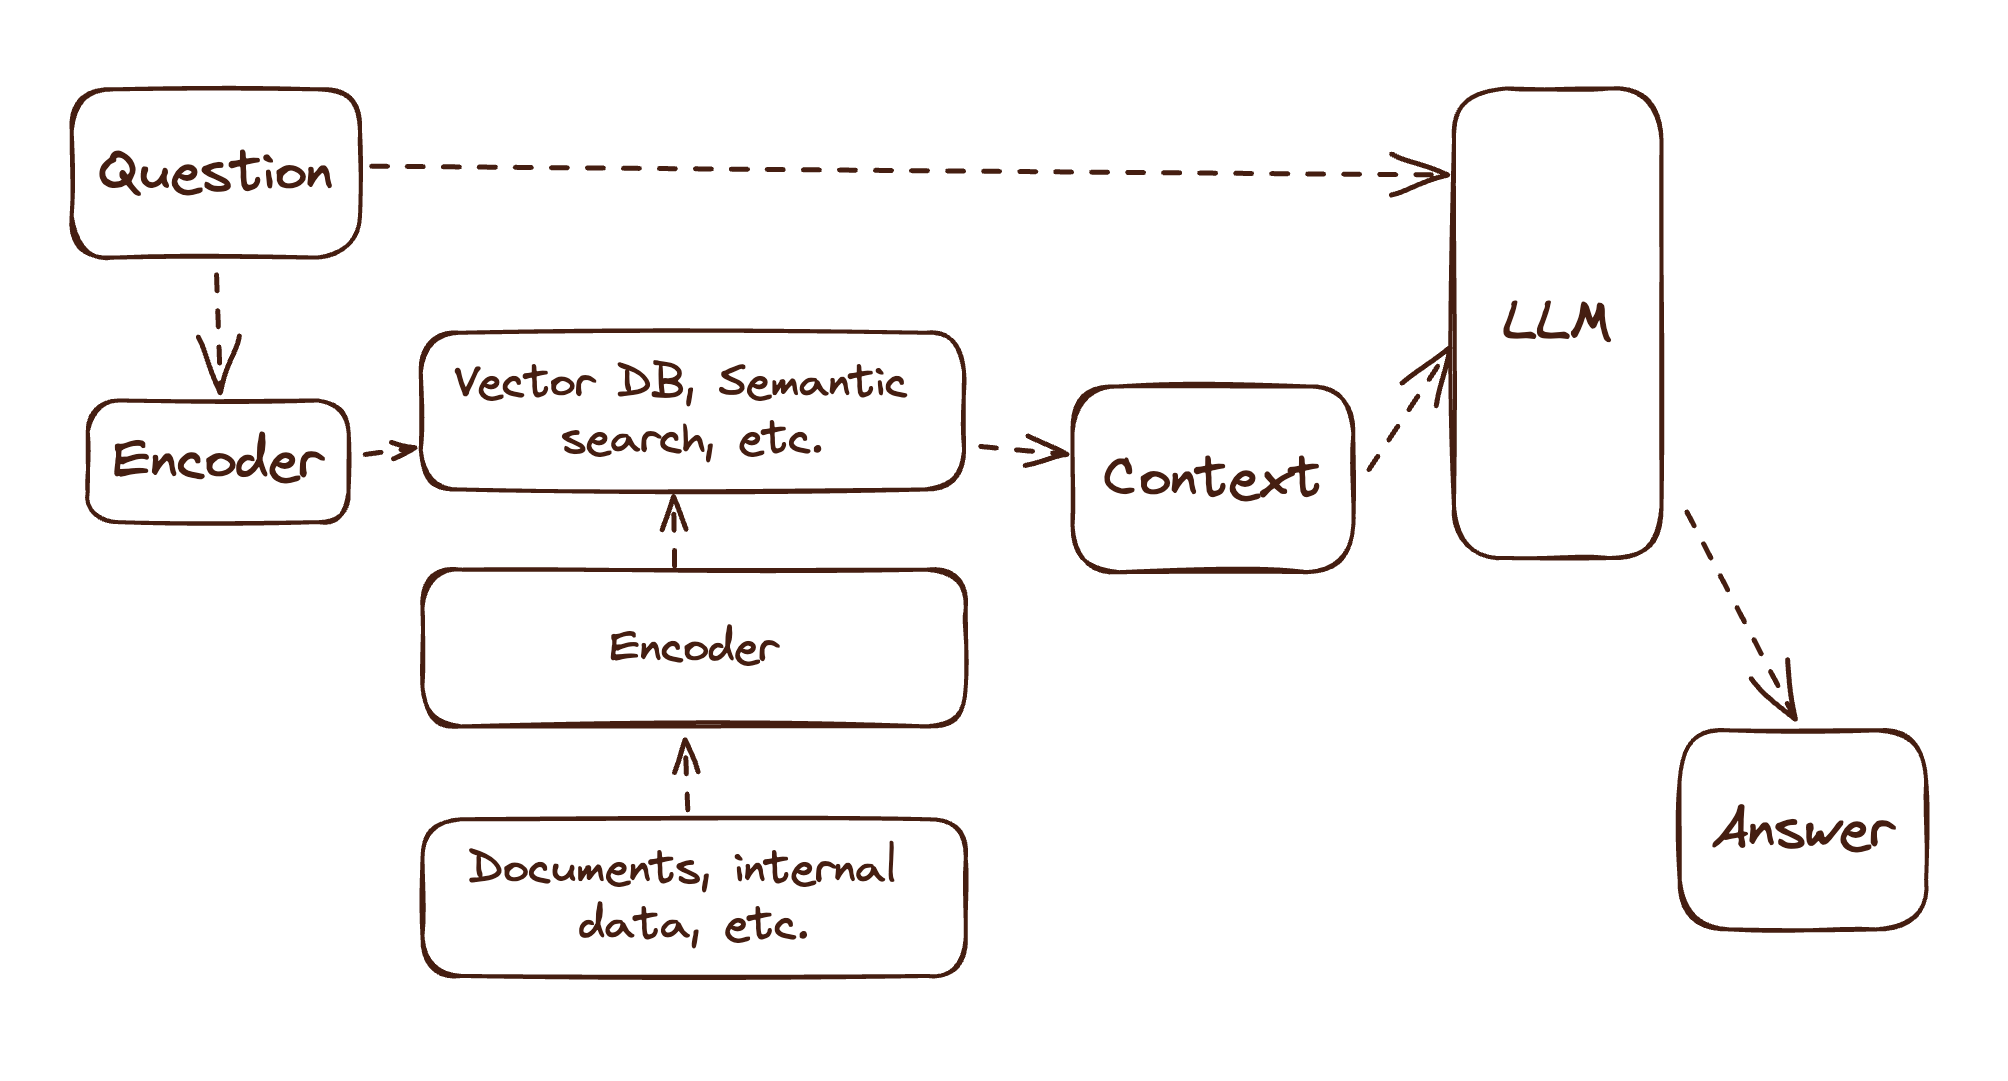 Question
LLM
Encoder
Vector DB, Semantic
search, etc.
Context
Encoder
Documents, internal
data, etc.
Answer